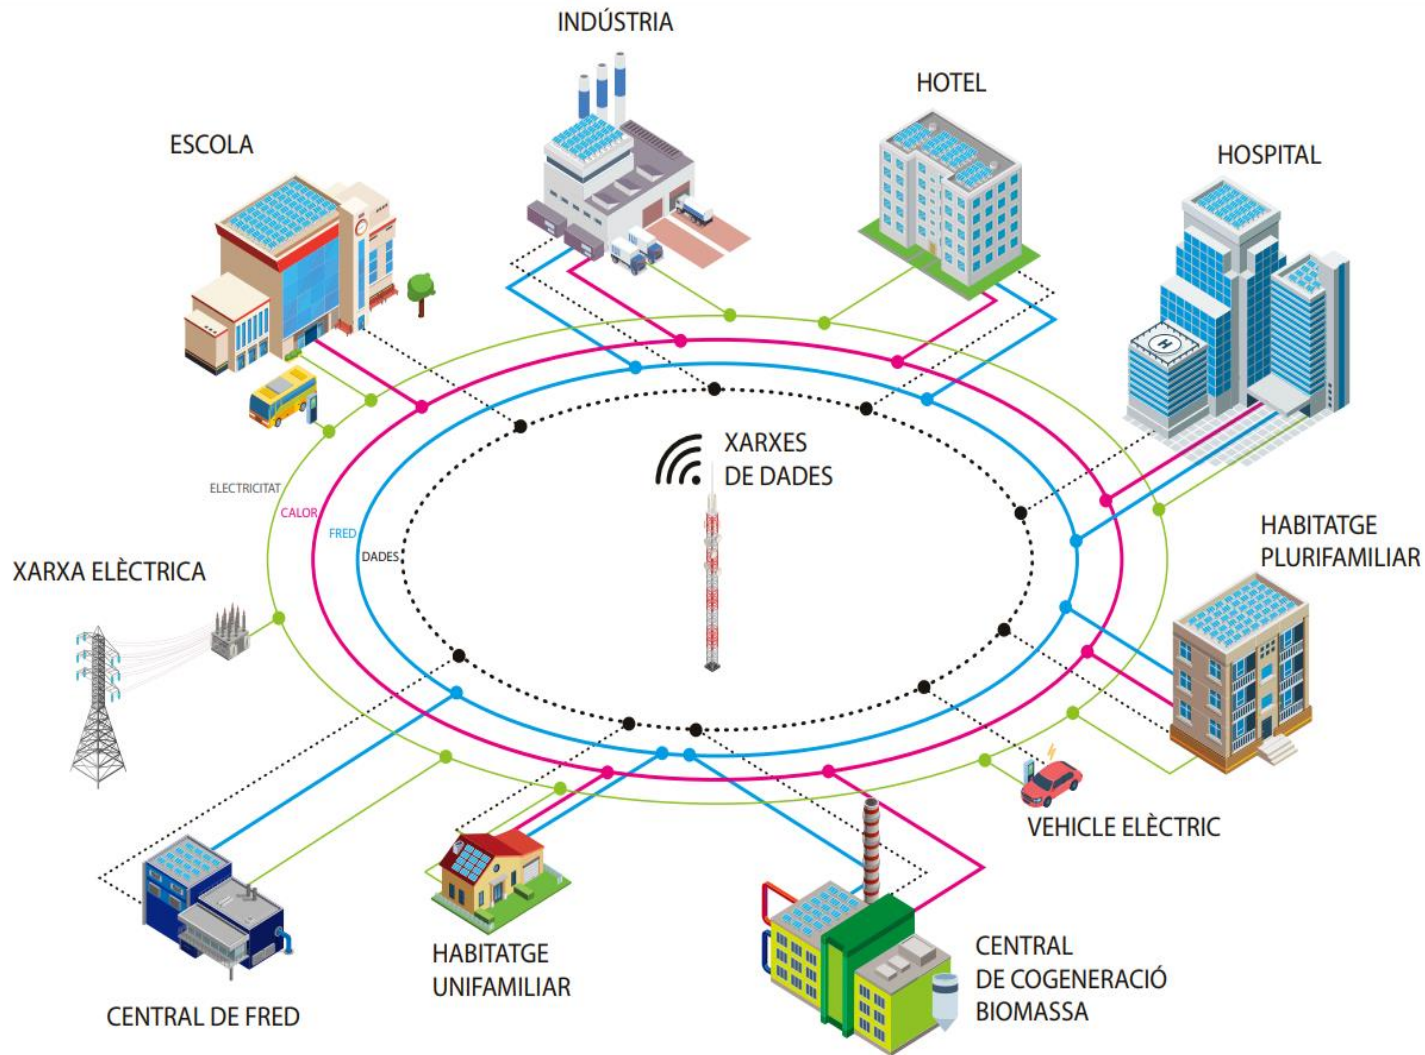 INDÚSTRIA
HOTEL
ESCOLA
HOSPITAL
H
XARXES
DE DADES
ELECTRICITAT
CALOR
FRED
DADES
HABITATGE
PLURIFAMILIAR
XARXA ELÈCTRICA
VEHICLE ELÈCTRIC
HABITATGE
UNIFAMILIAR
CENTRAL
DE COGENERACIÓ
BIOMASSA
CENTRAL DE FRED